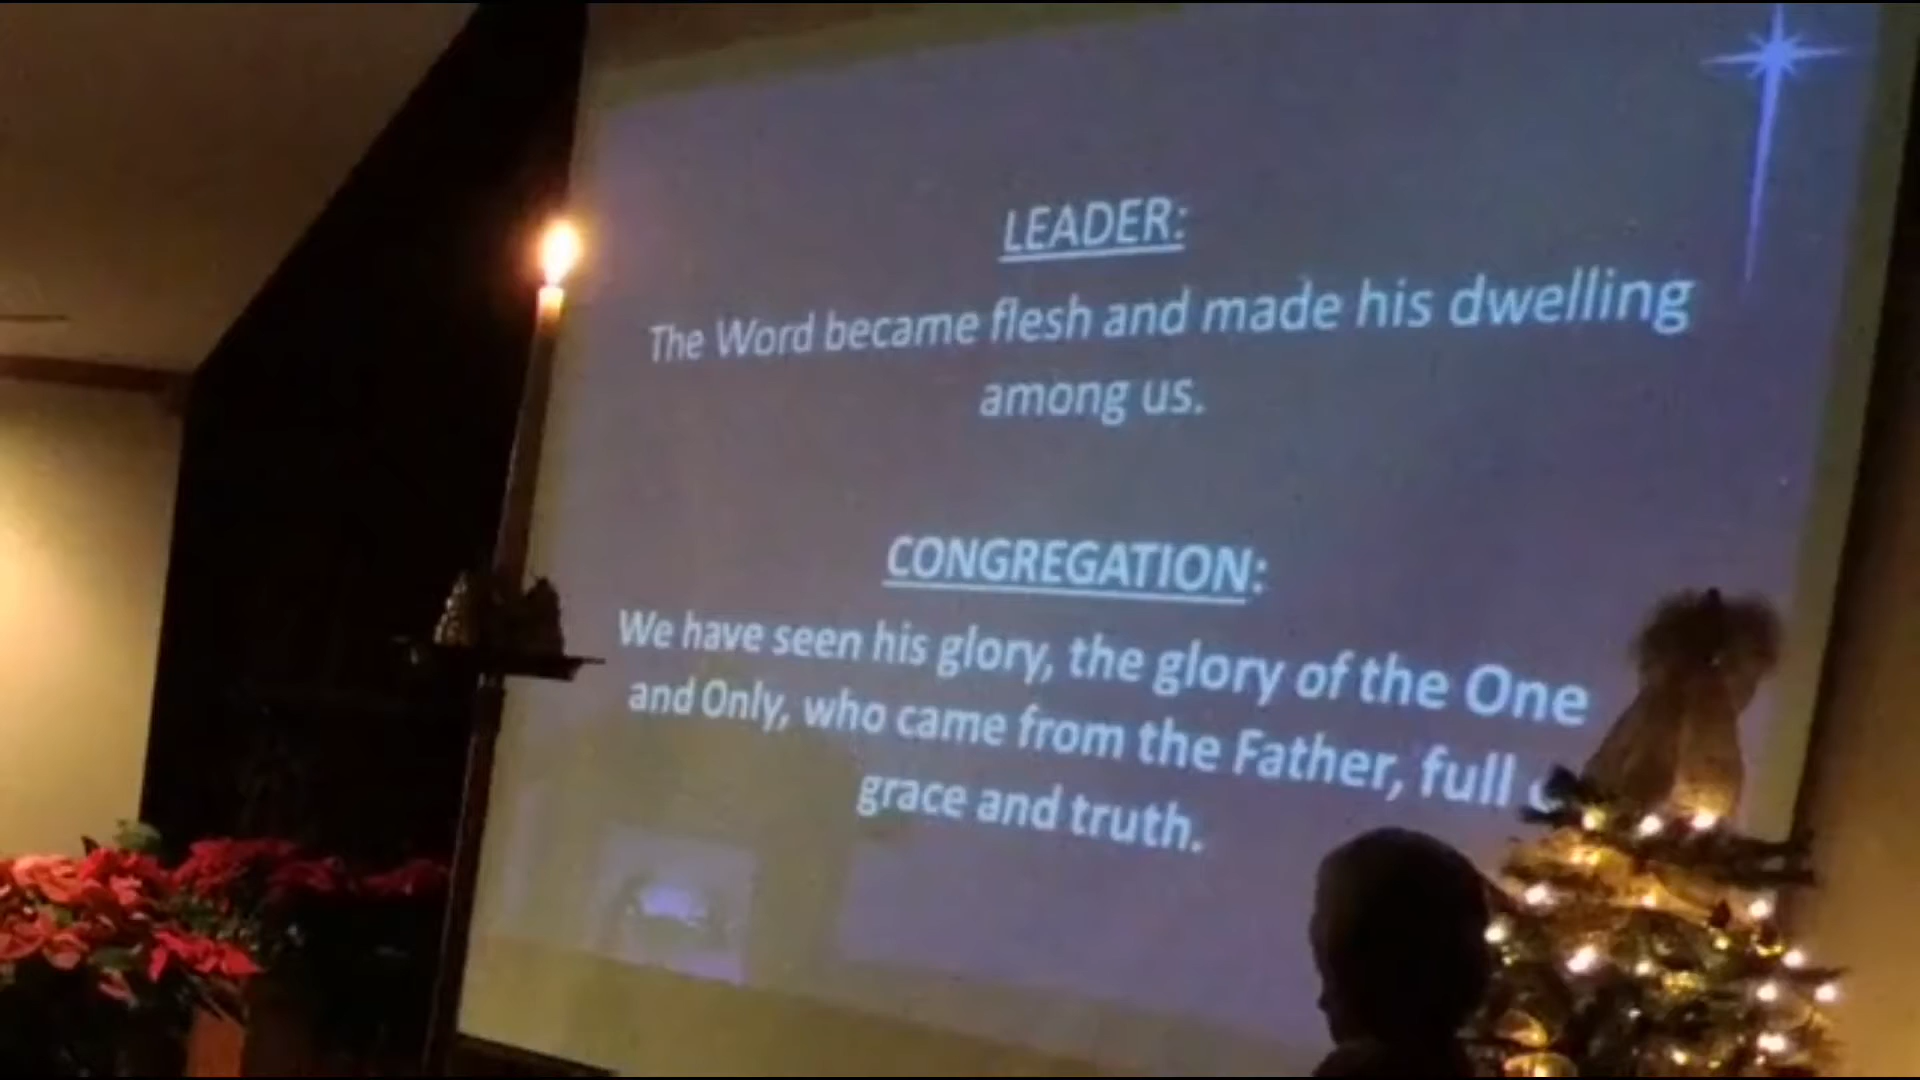 LEADER:
The Word became flesh and made his dwelling
among us.
CONGREGATION:
We have seen his glory, the glory of the One
and Only, who came from the Father, full
grace and truth.